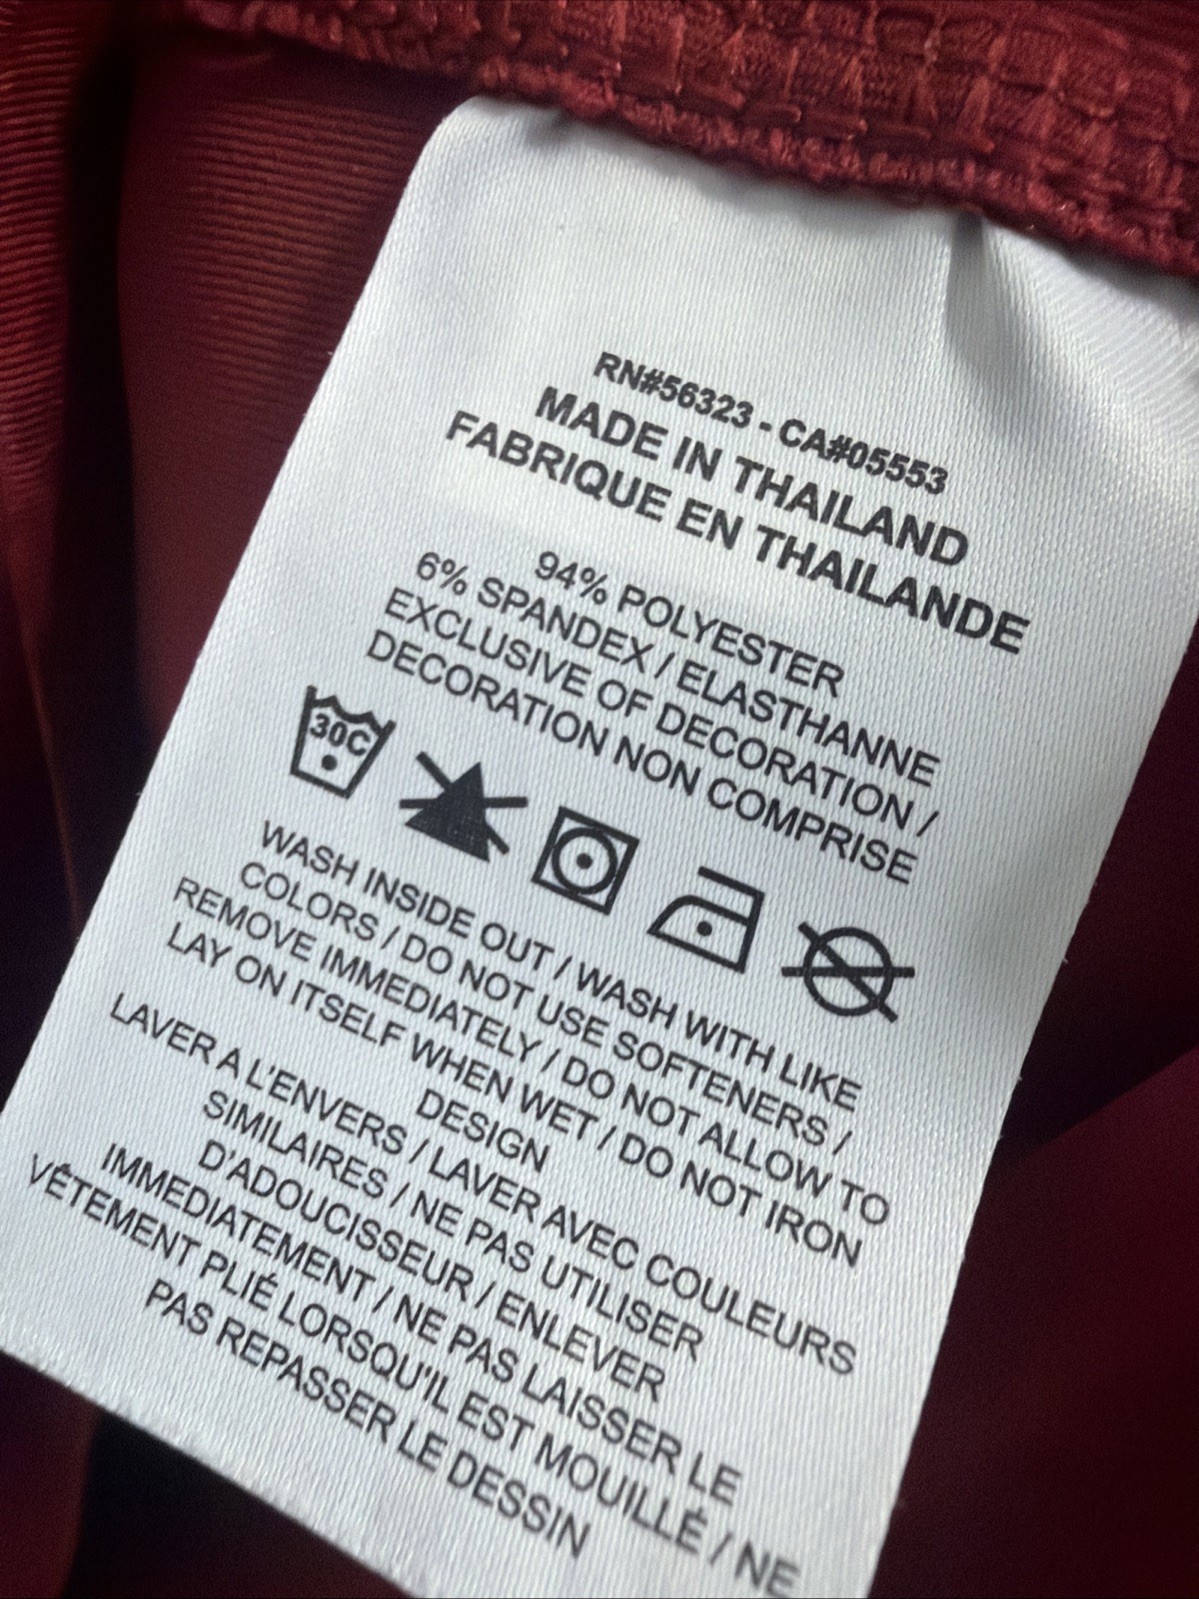 RN#56323 - CA#05553
MADE IN THAILAND
FABRIQUE EN THAILANDE
94% POLYESTER
6% SPANDEX / ELASTHANNE
EXCLUSIVE OF DECORATION /
DECORATION NON COMPRISE
30C
WASH INSIDE OUT / WASH WITH LIKE
COLORS / DO NOT USE SOFTENERS /
REMOVE IMMEDIATELY / DO NOT ALLOW TO
LAY ON ITSELF WHEN WET / DO NOT IRON
DESIGN
LAVER A L'ENVERS / LAVER AVEC COULEURS
SIMILAIRES / NE PAS UTILISER
D'ADOUCISSEUR / ENLEVER
IMMEDIATEMENT / NE PAS LAISSER LE
VÊTEMENT PLIÉ LORSQU'IL EST MOUILLÉ / NE
PAS REPASSER LE DESSIN